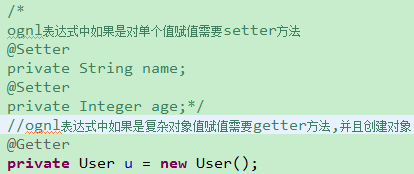 /*
ognl表达式中如果是对单个值赋值需要setter方法
@Setter
private String name;
@Setter
private Integer age;*/
//ognl表达式中如果是复杂对象值赋值需要getter方法,并且创建对象
@Getter
private User u = new User();